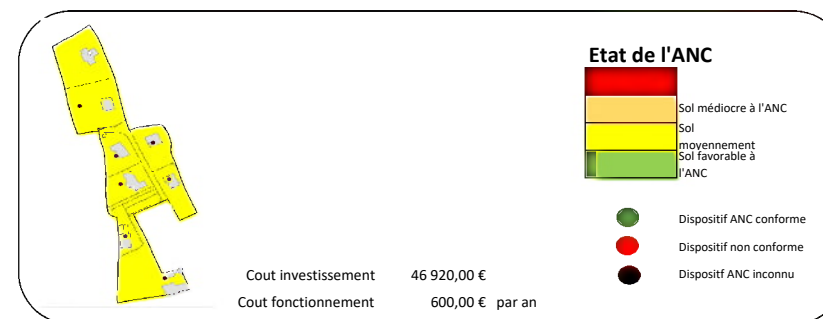 Etat de l'ANC
Sol médiocre à l'ANC
Sol
moyennement
Sol favorable à
l'ANC
Dispositif ANC conforme
Dispositif non conforme
Dispositf ANC inconnu
Cout investissement 46 920,00 €
Cout fonctionnement 600,00 € par an